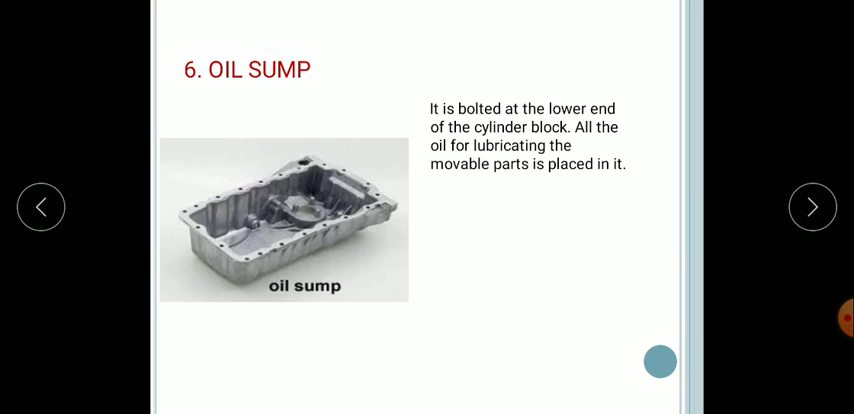 6. OIL SUMP
It is bolted at the lower end
of the cylinder block. All the
oil for lubricating the
movable parts is placed in it.
oil sump